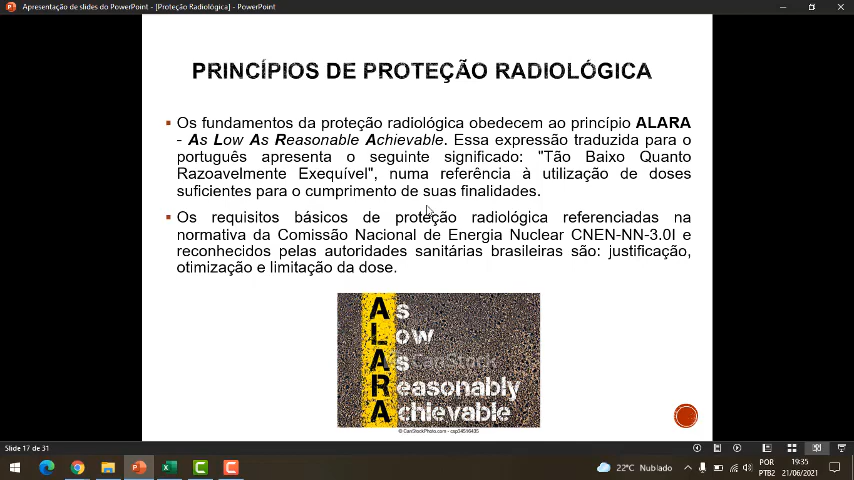 Apresentação de slides do PowerPoint - [Proteção Radiológica] - PowerPoint
PRINCÍPIOS DE PROTEÇÃO RADIOLÓGICA
▪ Os fundamentos da proteção radiológica obedecem ao princípio ALARA
- As Low As Reasonable Achievable. Essa expressão traduzida para o
português apresenta o seguinte significado: "Tão Baixo Quanto
Razoavelmente Exequível", numa referência à utilização de doses
suficientes para o cumprimento de suas finalidades.
▪ Os requisitos básicos de proteção radiológica referenciadas na
normativa da Comissão Nacional de Energia Nuclear CNEN-NN-3.0I e
reconhecidos pelas autoridades sanitárias brasileiras são: justificação,
otimização e limitação da dose.
As
Low
As
CanStock
Reasonably
Achievable
© CanStockPhoto.com - csp34516435
Slide 17 de 31
22°C Nublado
POR
PTB2
19:35
21/06/2021